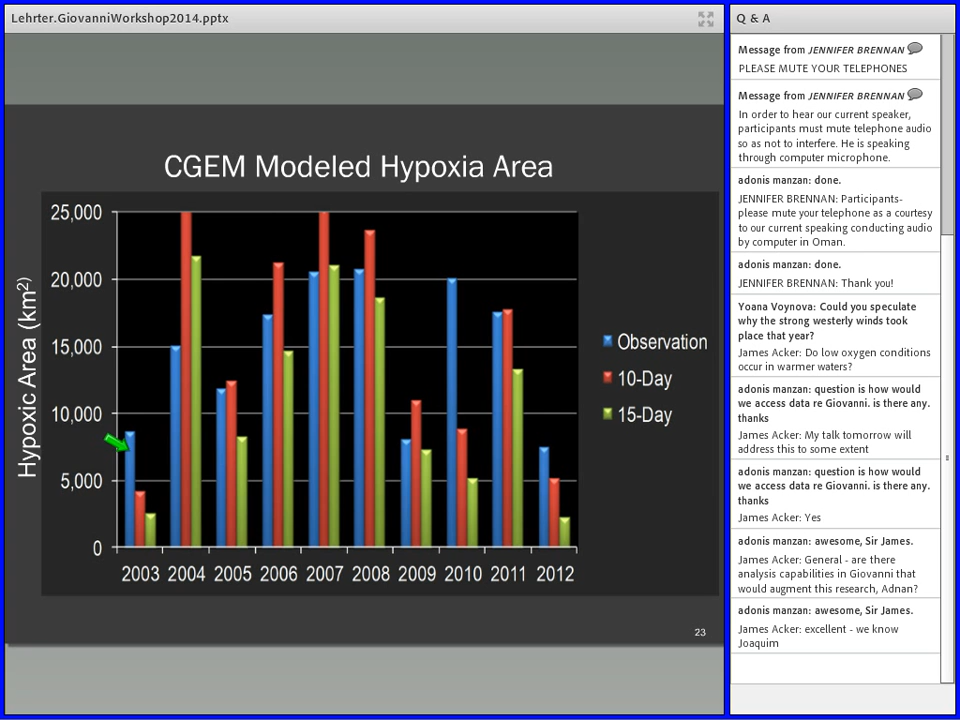 Lehrter.GiovanniWorkshop2014.pptx
CGEM Modeled Hypoxia Area
Hypoxic Area (km2)
25,000
20,000
15,000
10,000
5,000
0
2003 2004 2005 2006 2007 2008 2009 2010 2011 2012
Observation
10-Day
15-Day
23
Q & A
Message from JENNIFER BRENNAN
PLEASE MUTE YOUR TELEPHONES
Message from JENNIFER BRENNAN
In order to hear our current speaker,
participants must mute telephone audio
so as not to interfere. He is speaking
through computer microphone.
adonis manzan: done.
JENNIFER BRENNAN: Participants-
please mute your telephone as a courtesy
to our current speaking conducting audio
by computer in Oman.
adonis manzan: done.
JENNIFER BRENNAN: Thank you!
Yoana Voynova: Could you speculate
why the strong westerly winds took
place that year?
James Acker: Do low oxygen conditions
occur in warmer waters?
adonis manzan: question is how would
we access data re Giovanni. is there any.
thanks
James Acker: My talk tomorrow will
address this to some extent
adonis manzan: question is how would
we access data re Giovanni. is there any.
thanks
James Acker: Yes
adonis manzan: awesome, Sir James.
James Acker: General - are there
analysis capabilities in Giovanni that
would augment this research, Adnan?
adonis manzan: awesome, Sir James.
James Acker: excellent - we know
Joaquim